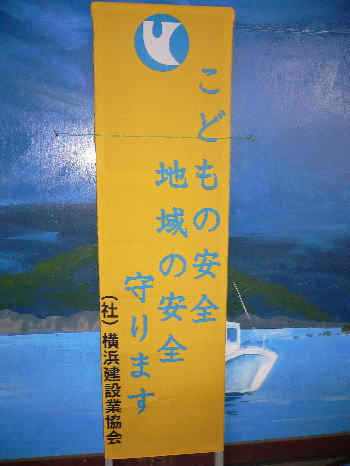 こどもの安全
地域の安全
守ります
（社）横浜建設業協会